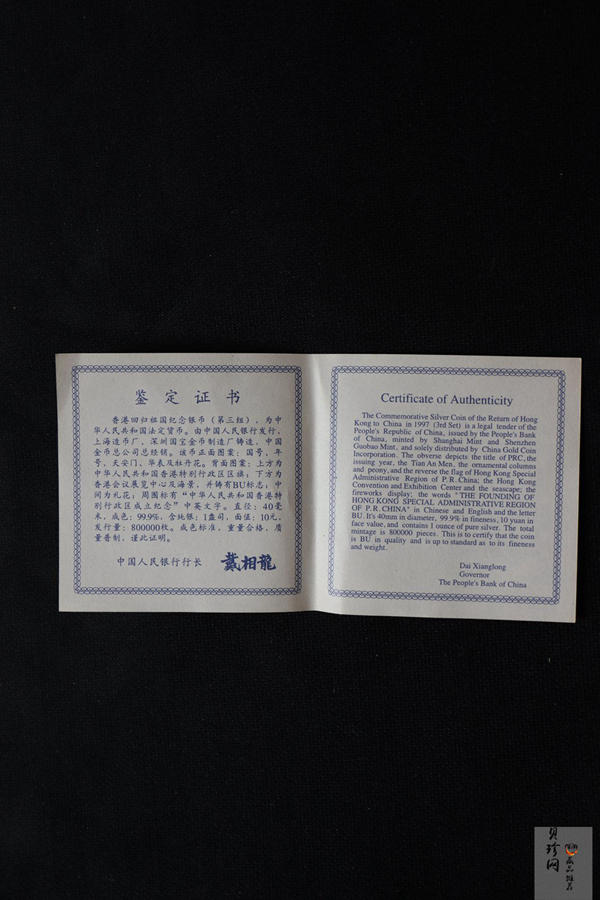 鉴定证书
香港回归祖国纪念银币（第三组），为中
华人民共和国法定货币。由中国人民银行发行，
上海造币厂，深圳国宝金币制造厂铸造，中国
金币总公司总经销。该币正面图案：国号、年
号、天安门、华表及牡丹花。背面图案：上方为
中华人民共和国香港特别行政区区旗；下方为
香港会议展览中心及海景，并铸有BU标志；中
间为礼花；周围标有“中华人民共和国香港特
别行政区成立纪念”中英文字。直径：40毫
米，成色：99.9%，含纯银：1盎司，面值：10元，
发行量：800000枚。成色标准，重量合格，质
量普制，谨此证明。
中国人民银行行长 戴相龍
Certificate of Authenticity
The Commemorative Silver Coin of the Return of Hong
Kong to China in 1997 (3rd Set) is a legal tender of the
People's Republic of China, issued by the People's Bank
of China, minted by Shanghai Mint and Shenzhen
Guobao Mint, and solely distributed by China Gold Coin
Incorporation. The obverse depicts the title of PRC, the
issuing year, the Tian An Men, the ornamental columns
and peony, and the reverse the flag of Hong Kong Special
Administrative Region of P.R. China; the Hong Kong
Convention and Exhibition Center and the seascape; the
fireworks display; the words "THE FOUNDING OF
HONG KONG SPECIAL ADMINISTRATIVE REGION
OF P.R. CHINA" in Chinese and English and the letter
BU. It's 40mm in diameter, 99.9% in fineness, 10 yuan in
face value, and contains 1 ounce of pure silver. The total
mintage is 800000 pieces. This is to certify that the coin
is BU in quality and is up to standard as to its fineness
and weight.
Dai Xianglong
Governor
The People's Bank of China
贝珍网
藏品推荐